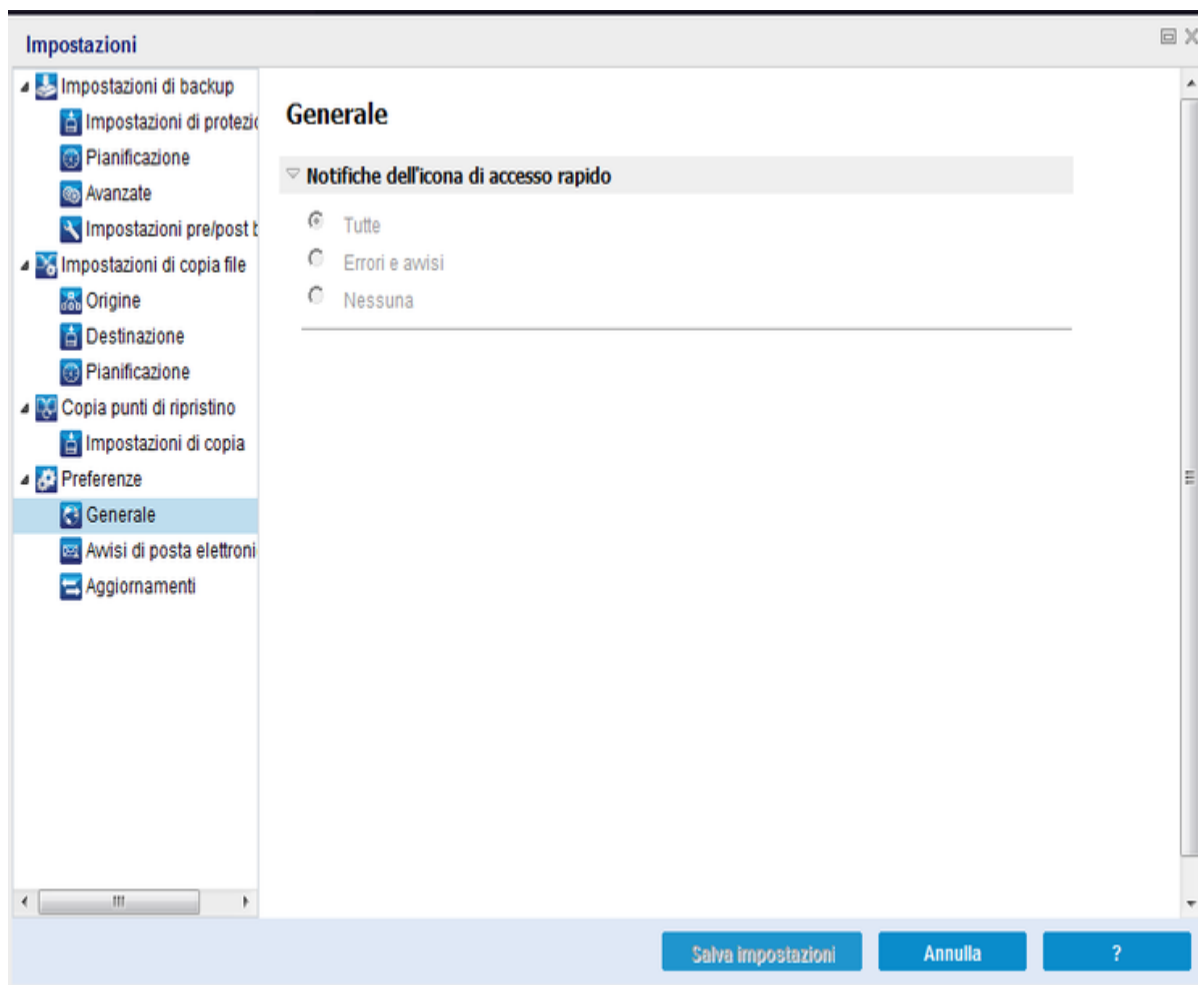 Impostazioni
Impostazioni di backup
Impostazioni di protezio
Pianificazione
Avanzate
Impostazioni pre/post b
Impostazioni di copia file
Origine
Destinazione
Pianificazione
Copia punti di ripristino
Impostazioni di copia
Preferenze
Generale
Avvisi di posta elettroni
Aggiornamenti
Generale
Notifiche dell'icona di accesso rapido
Tutte
Errori e avvisi
Nessuna
Salva impostazioni
Annulla
?